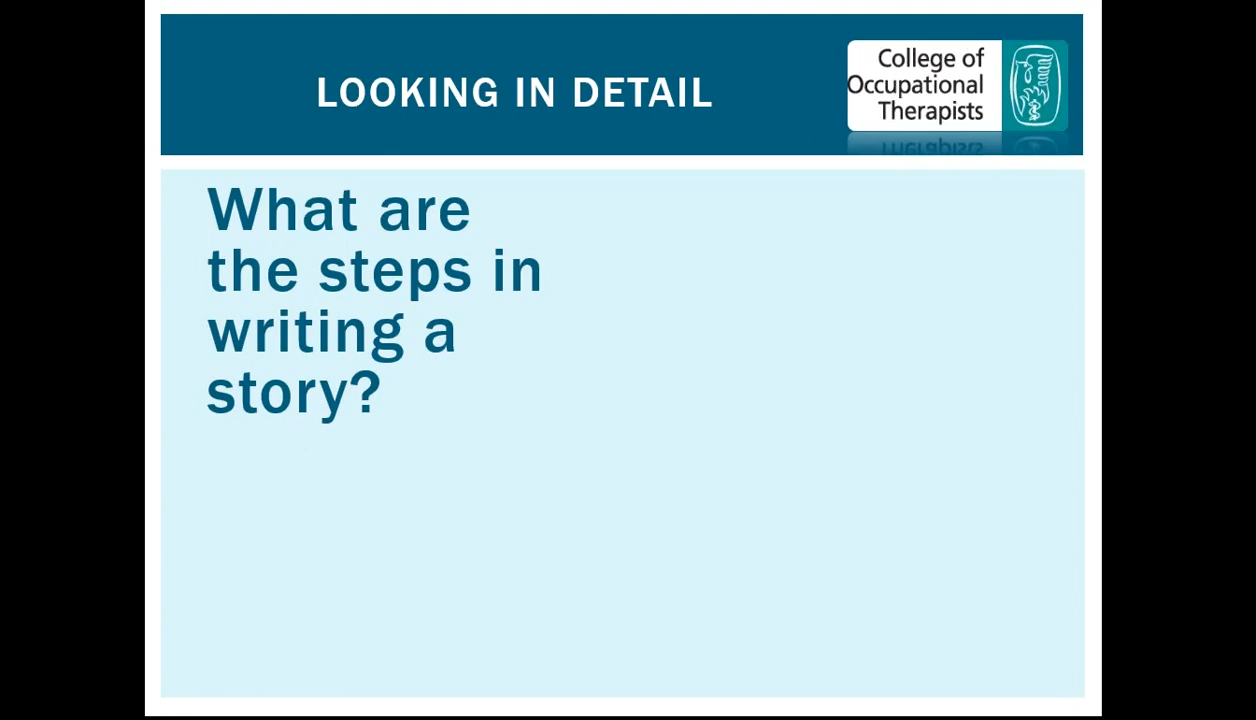 LOOKING IN DETAIL
College of
Occupational
Therapists
What are
the steps in
writing a
story?